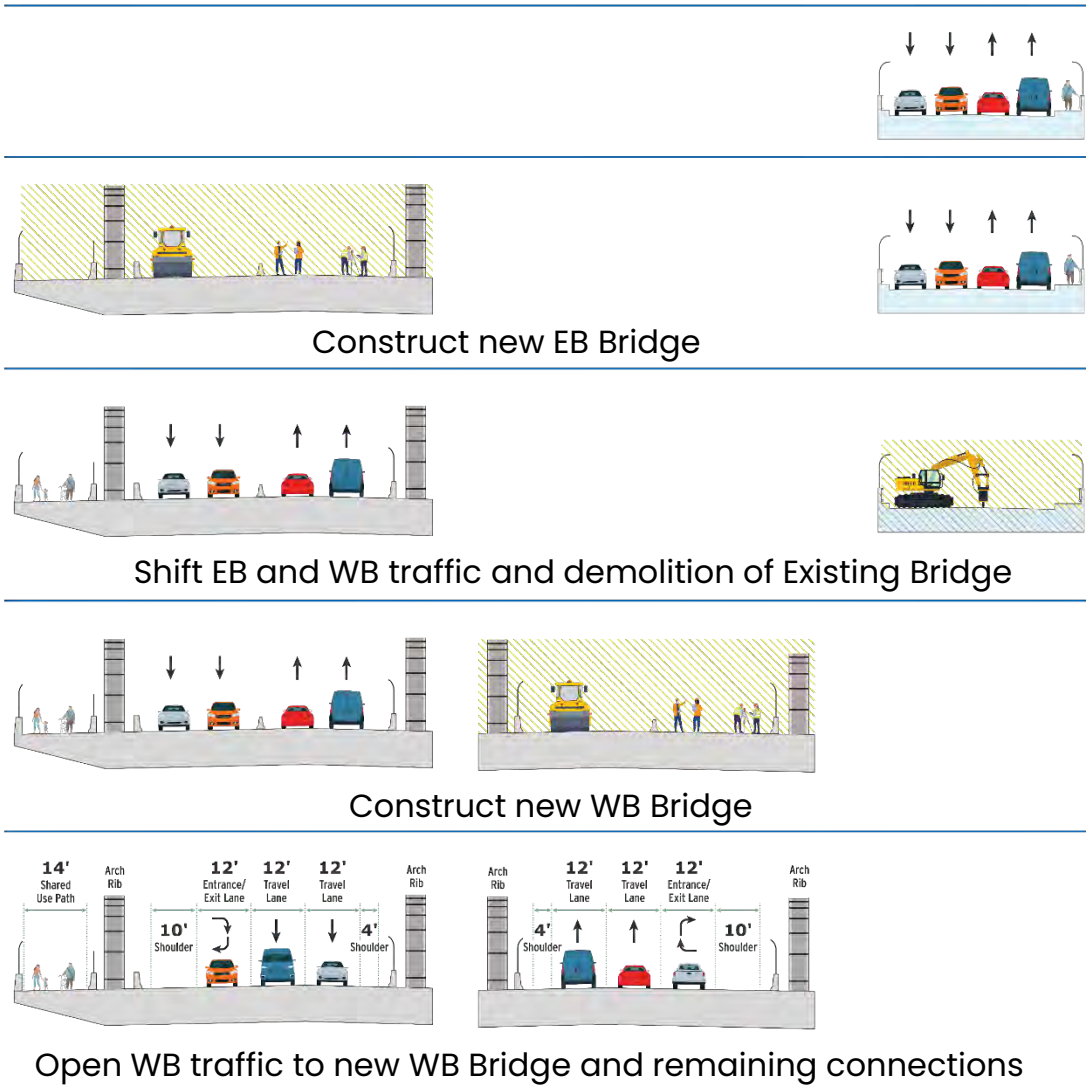 Construct new EB Bridge
Shift EB and WB traffic and demolition of Existing Bridge
Construct new WB Bridge
14'
Shared
Use Path
Arch
Rib
10'
Shoulder
12'
Entrance/
Exit Lane
12'
Travel
Lane
12'
Travel
Lane
4'
Shoulder
Arch
Rib
Arch
Rib
4'
Shoulder
12'
Travel
Lane
12'
Travel
Lane
12'
Entrance/
Exit Lane
10'
Shoulder
Arch
Rib
Open WB traffic to new WB Bridge and remaining connections